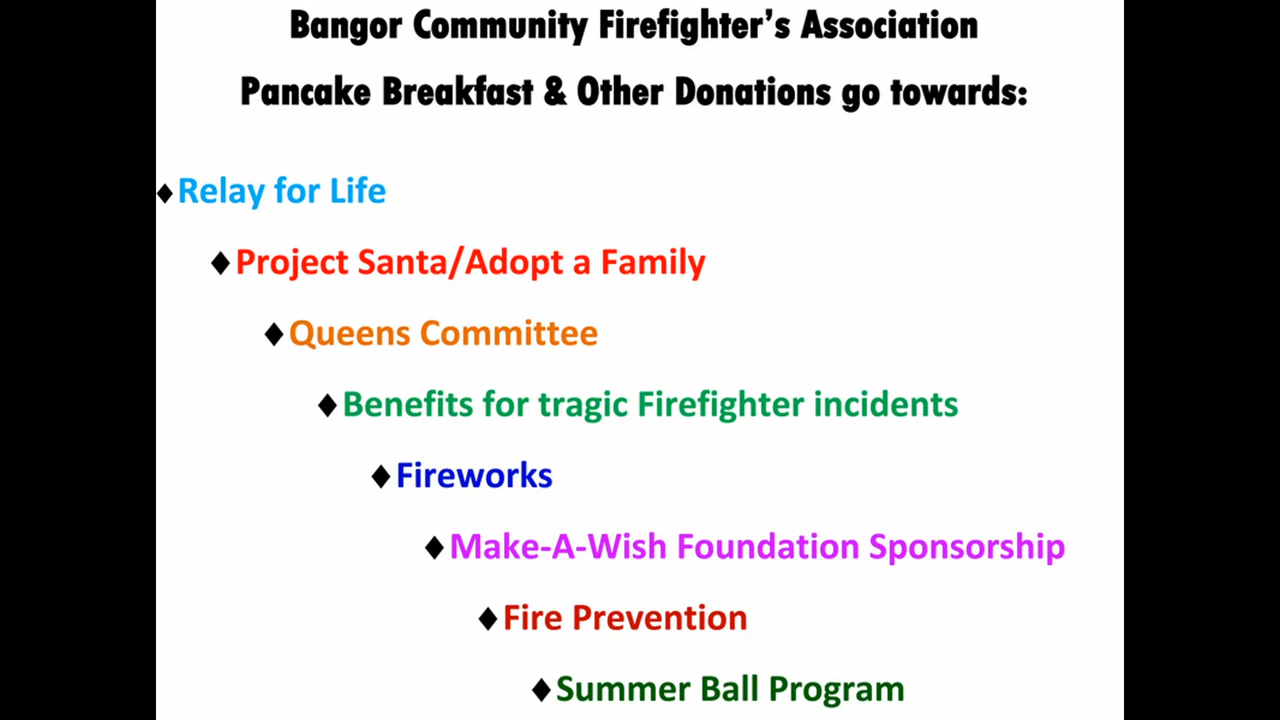 Bangor Community Firefighter's Association
Pancake Breakfast & Other Donations go towards:
♦Relay for Life
♦Project Santa/Adopt a Family
♦Queens Committee
♦Benefits for tragic Firefighter incidents
♦Fireworks
♦Make-A-Wish Foundation Sponsorship
♦Fire Prevention
♦Summer Ball Program